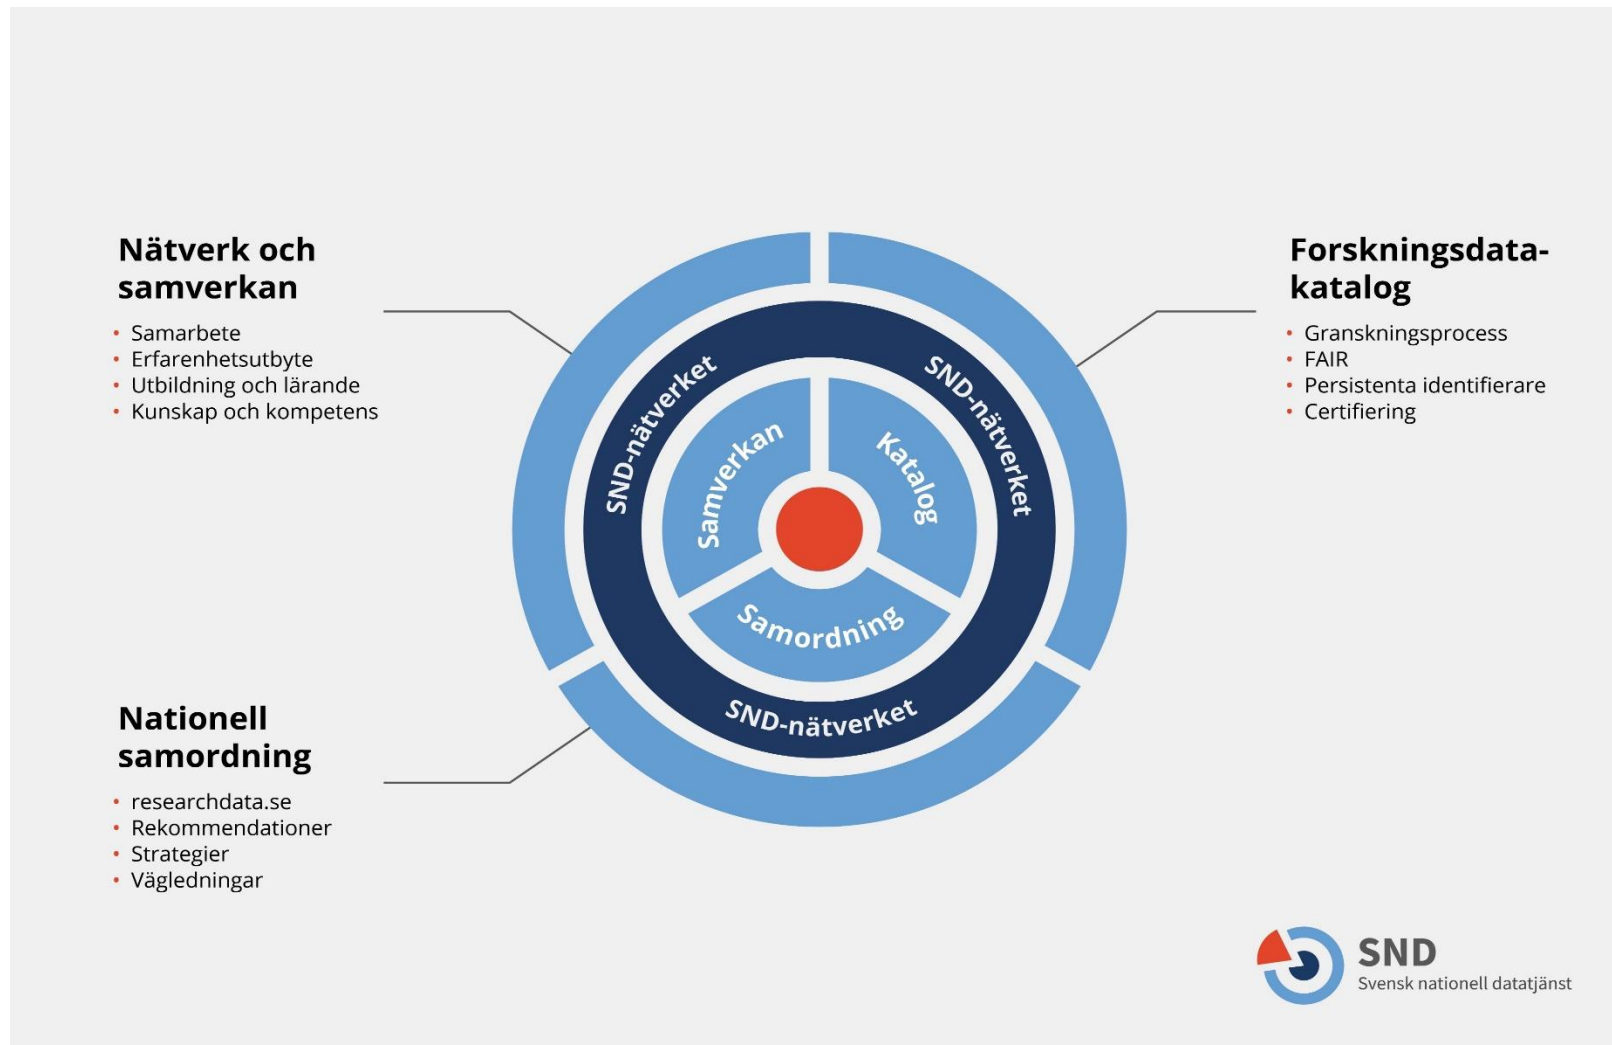 Nätverk och
samverkan
• Samarbete
• Erfarenhetsutbyte
• Utbildning och lärande
• Kunskap och kompetens
Forskningsdata-
katalog
• Granskningsprocess
• FAIR
• Persistenta identifierare
• Certifiering
SND-nätverket
SND-nätverket
Samverkan
Katalog
Samordning
SND-nätverket
Nationell
samordning
• researchdata.se
• Rekommendationer
• Strategier
• Vägledningar
SND
Svensk nationell datatjänst